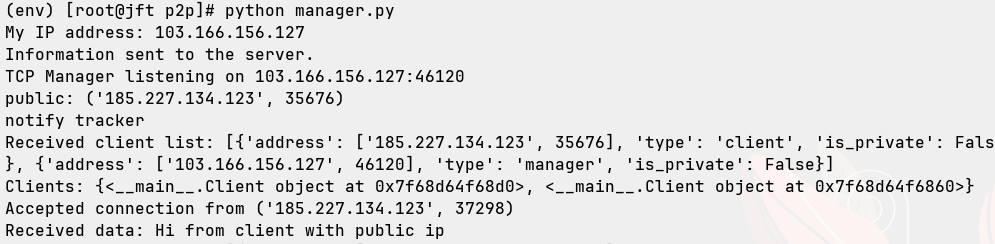 (env) [root@jft p2p]# python manager.py
My IP address: 103.166.156.127
Information sent to the server.
TCP Manager listening on 103.166.156.127:46120
public: ('185.227.134.123', 35676)
notify tracker
Received client list: [{'address': ['185.227.134.123', 35676], 'type': 'client', 'is_private': Fals
}, {'address': ['103.166.156.127', 46120], 'type': 'manager', 'is_private': False}]
Clients: {<__main__.Client object at 0x7f68d64f68d0>, <__main__.Client object at 0x7f68d64f6860>}
Accepted connection from ('185.227.134.123', 37298)
Received data: Hi from client with public ip